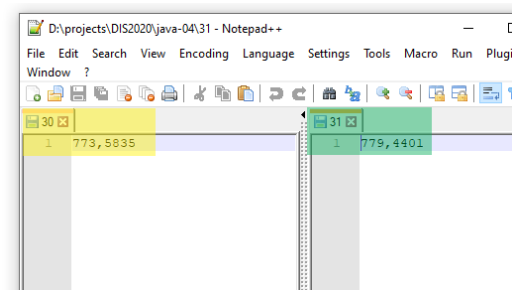 D:\projects\DIS2020\java-04\31 - Notepad++
File Edit Search View Encoding Language Settings Tools Macro Run
Window ?
30
31
1 773,5835
1 779,4401